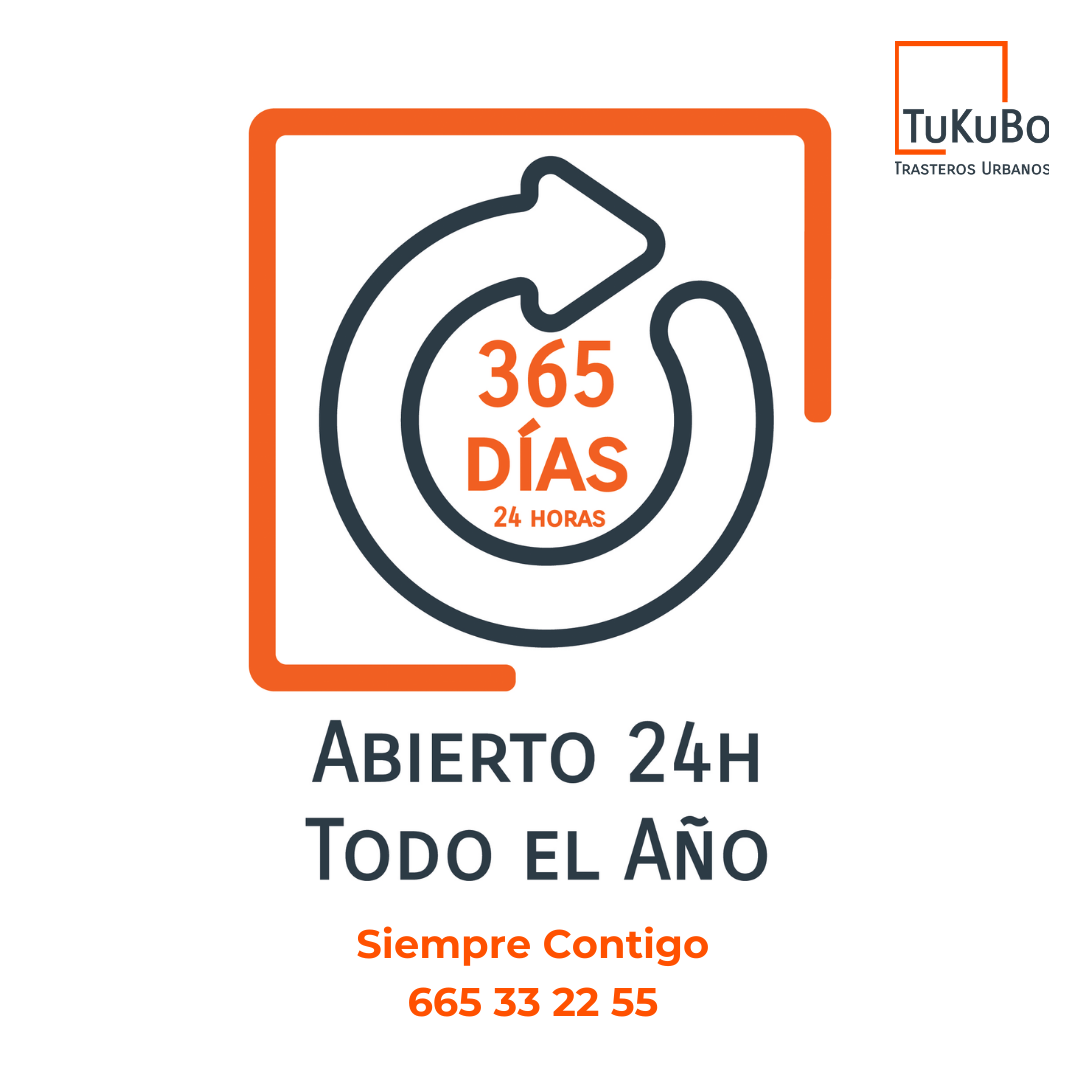 TuKuBo
Trasteros Urbanos
365
DÍAS
24 HORAS
Abierto 24h
Todo el Año
Siempre Contigo
665 33 22 55